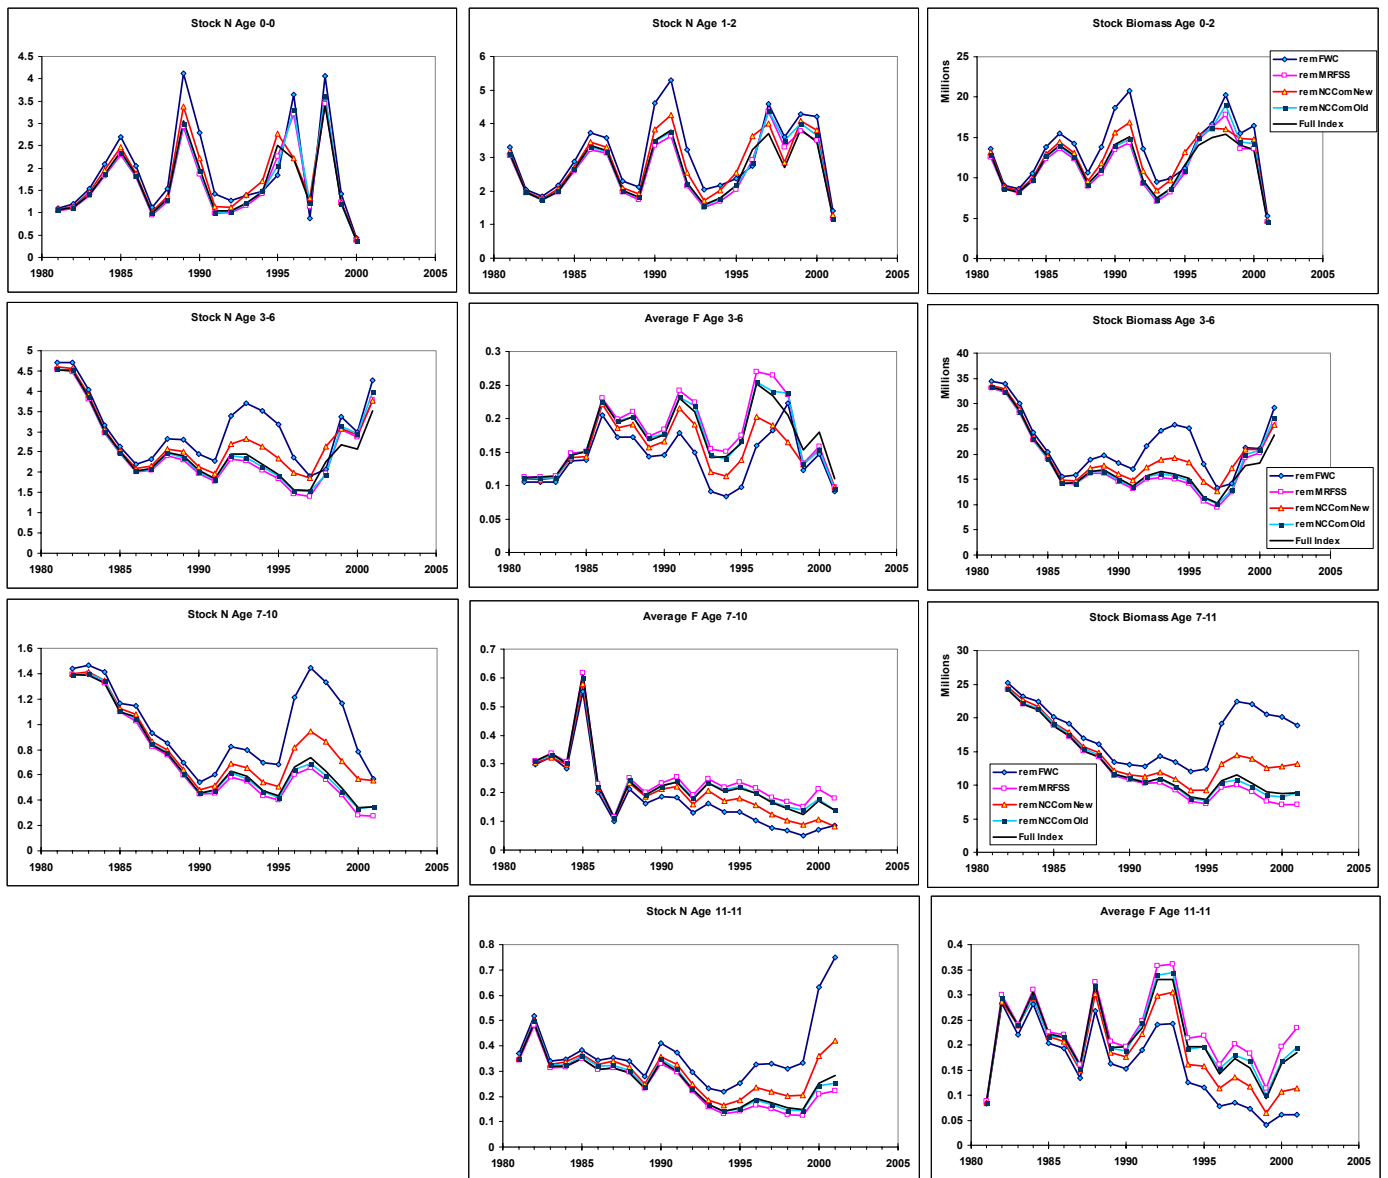 Stock N Age 0-0
4.5
4
3.5
3
2.5
2
1.5
1
0.5
0
1980 1985 1990 1995 2000 2005
Stock N Age 1-2
6
5
4
3
2
1
0
1980 1985 1990 1995 2000 2005
Stock Biomass Age 0-2
Millions
25
20
15
10
5
0
1980 1985 1990 1995 2000 2005
remFWC
remMRFSS
remNCComNew
remNCComOld
Full Index
Stock N Age 3-6
5
4.5
4
3.5
3
2.5
2
1.5
1
0.5
0
1980 1985 1990 1995 2000 2005
Average F Age 3-6
0.3
0.25
0.2
0.15
0.1
0.05
0
1980 1985 1990 1995 2000 2005
Stock Biomass Age 3-6
40
35
30
25
20
15
10
5
0
1980 1985 1990 1995 2000 2005
remFWC
remMRFSS
remNCComNew
remNCComOld
Full Index
Stock N Age 7-10
1.6
1.4
1.2
1
0.8
0.6
0.4
0.2
0
1980 1985 1990 1995 2000 2005
Average F Age 7-10
0.7
0.6
0.5
0.4
0.3
0.2
0.1
0
1980 1985 1990 1995 2000 2005
Stock Biomass Age 7-11
Millions
30
25
20
15
10
5
0
1980 1985 1990 1995 2000 2005
remFWC
remMRFSS
remNCComNew
remNCComOld
Full Index
Stock N Age 11-11
0.8
0.7
0.6
0.5
0.4
0.3
0.2
0.1
0
1980 1985 1990 1995 2000 2005
Average F Age 11-11
0.4
0.35
0.3
0.25
0.2
0.15
0.1
0.05
0
1980 1985 1990 1995 2000 2005